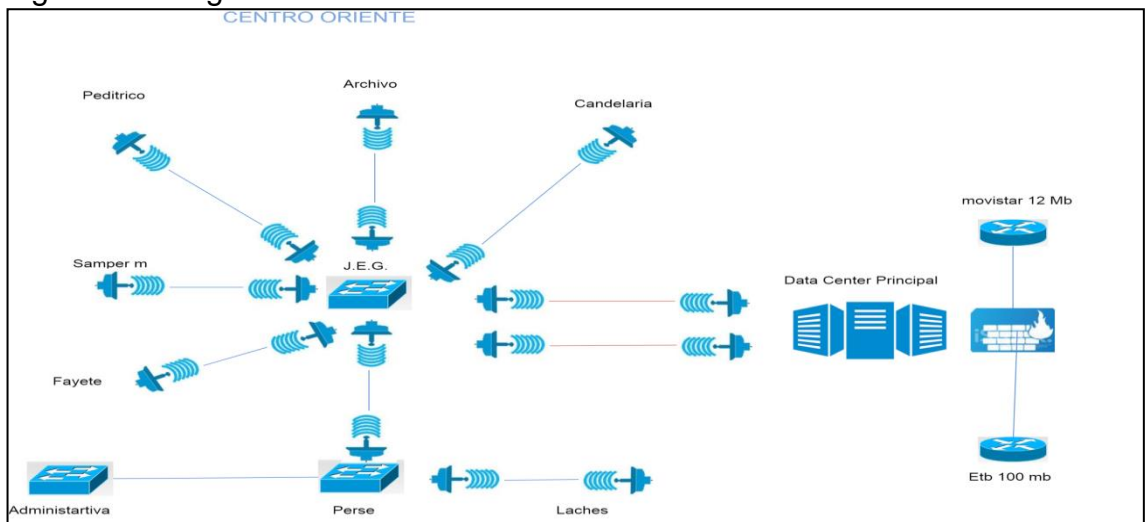 CENTRO ORIENTE
Archivo
Peditrico
Candelaria
movistar 12 Mb
Samper m
J.E.G.
Data Center Principal
Fayete
Etb 100 mb
Administartiva
Perse
Laches